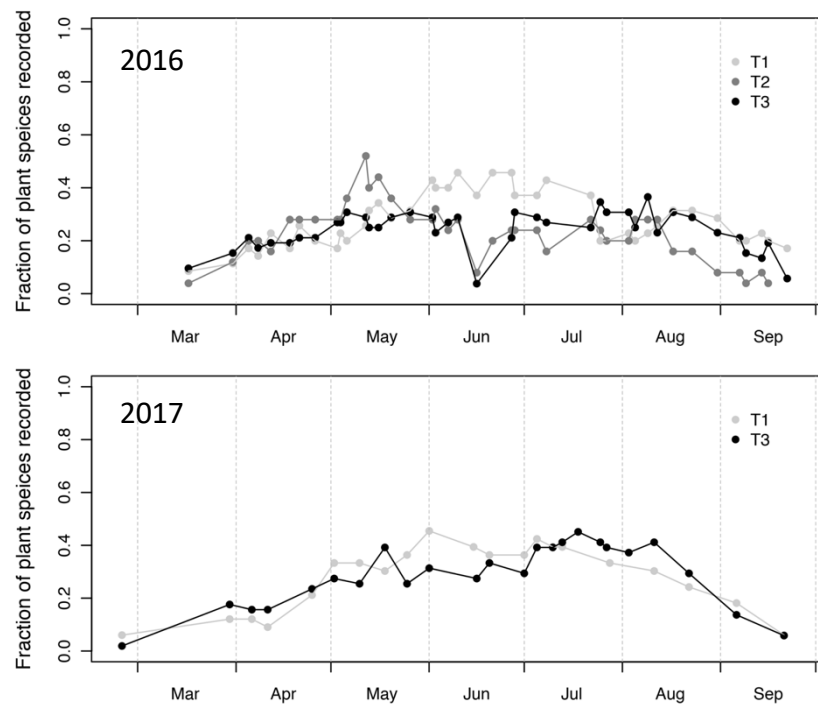 2016
Fraction of plant speices recorded
1.0
0.8
0.6
0.4
0.2
0.0
T1
T2
T3
Mar Apr May Jun Jul Aug Sep
2017
Fraction of plant speices recorded
1.0
0.8
0.6
0.4
0.2
0.0
T1
T3
Mar Apr May Jun Jul Aug Sep